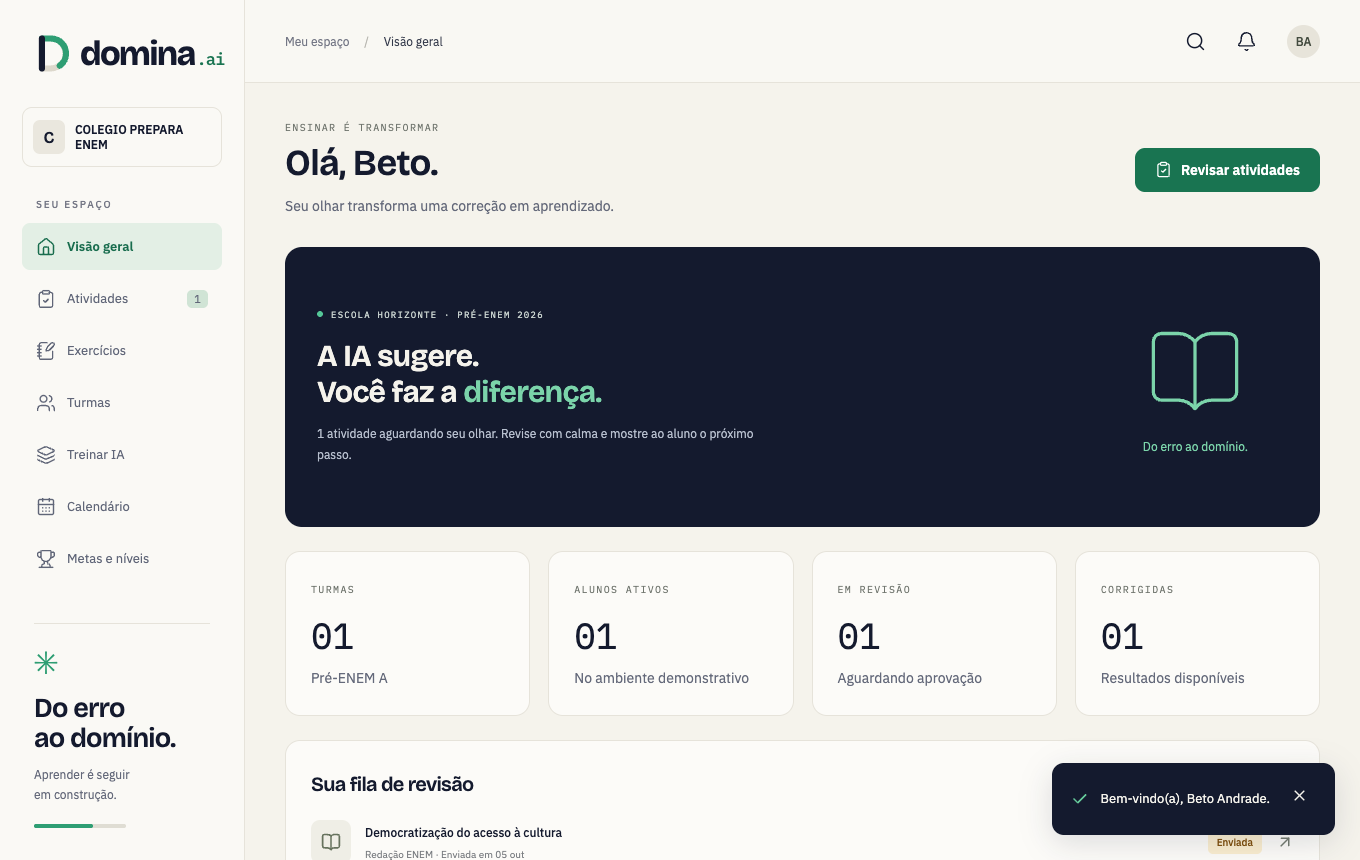 domina.ai
C
COLEGIO PREPARA
ENEM
SEU ESPAÇO
Visão geral
Atividades 1
Exercícios
Turmas
Treinar IA
Calendário
Metas e níveis
Do erro
ao domínio.
Aprender é seguir
em construção.
Meu espaço / Visão geral
BA
ENSINAR É TRANSFORMAR
Olá, Beto.
Seu olhar transforma uma correção em aprendizado.
Revisar atividades
ESCOLA HORIZONTE · PRÉ-ENEM 2026
A IA sugere.
Você faz a diferença.
1 atividade aguardando seu olhar. Revise com calma e mostre ao aluno o próximo
passo.
Do erro ao domínio.
TURMAS
01
Pré-ENEM A
ALUNOS ATIVOS
01
No ambiente demonstrativo
EM REVISÃO
01
Aguardando aprovação
CORRIGIDAS
01
Resultados disponíveis
Sua fila de revisão
Democratização do acesso à cultura
Redação ENEM · Enviada em 05 out
Enviada
Bem-vindo(a), Beto Andrade.